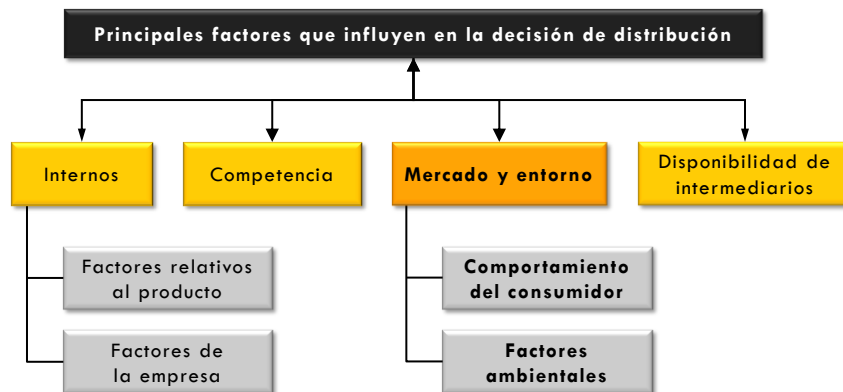 Principales factores que influyen en la decisión de distribución
Internos
Competencia
Mercado y entorno
Disponibilidad de
intermediarios
Factores relativos
al producto
Factores de
la empresa
Comportamiento
del consumidor
Factores
ambientales